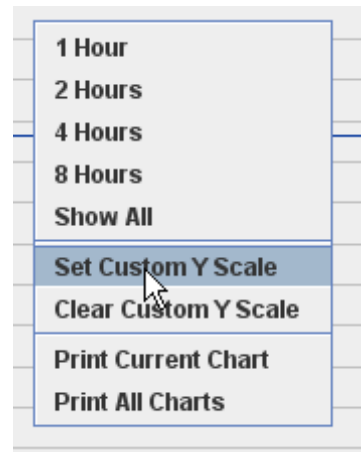 1 Hour
2 Hours
4 Hours
8 Hours
Show All
Set Custom Y Scale
Clear Custom Y Scale
Print Current Chart
Print All Charts